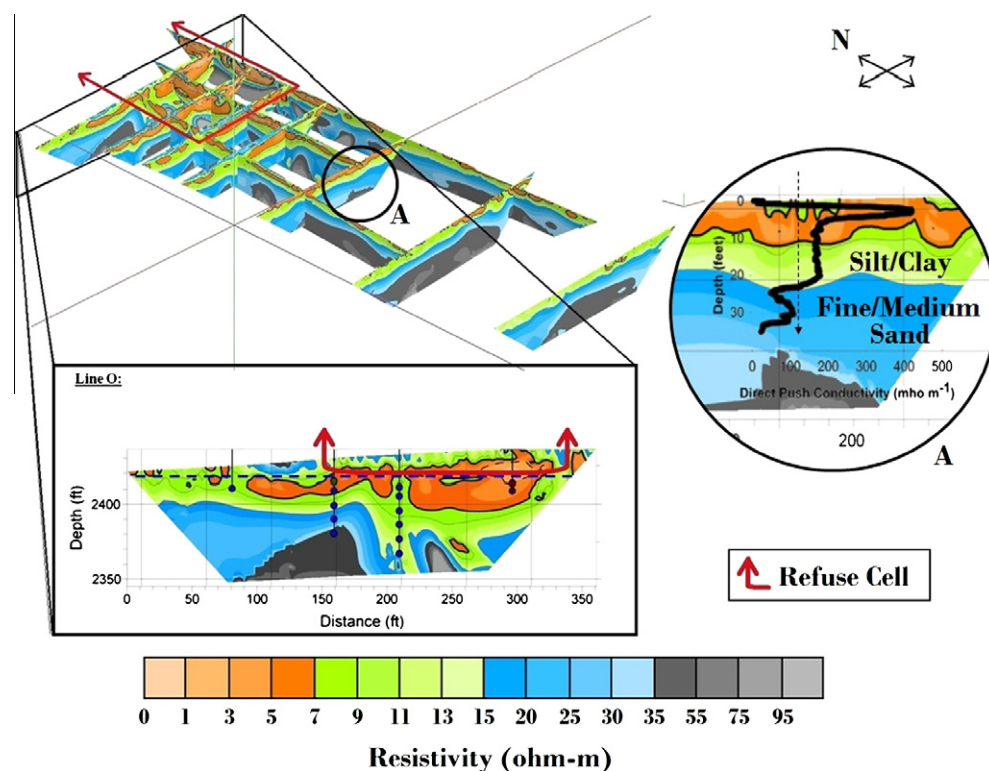 N
A
0
10
20
30
Depth (feet)
Silt/Clay
Fine/Medium
Sand
0 100 200 300 400 500
Direct Push Conductivity (mho m⁻¹)
200
A
Line O:
2400
2350
Depth (ft)
0 50 100 150 200 250 300 350
Distance (ft)
Refuse Cell
0 1 3 5 7 9 11 13 15 20 25 30 35 55 75 95
Resistivity (ohm-m)